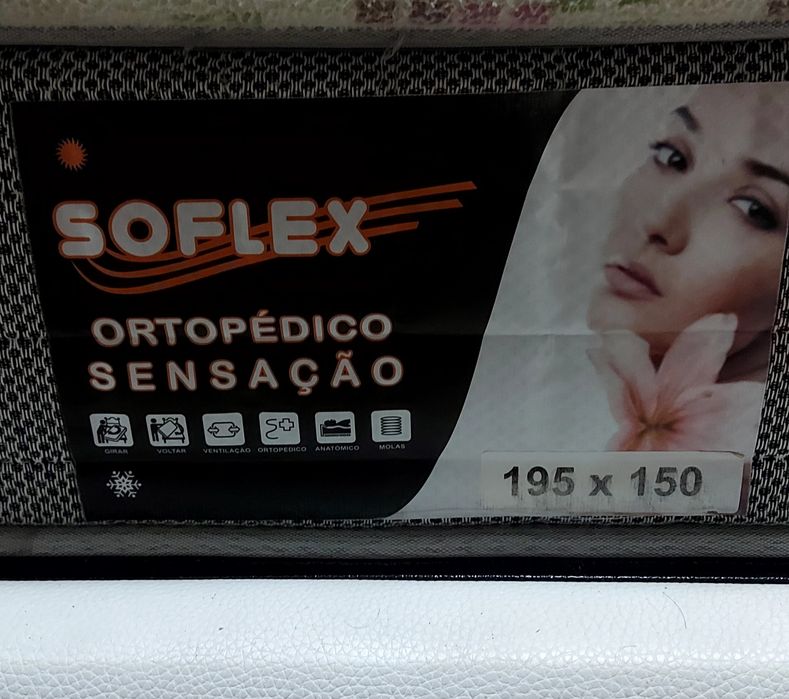 SOFLEX
ORTOPÉDICO
SENSAÇÃO
GIRAR VOLTAR VENTILAÇÃO ORTOPÉDICO ANATÓMICO MOLAS
195 x 150